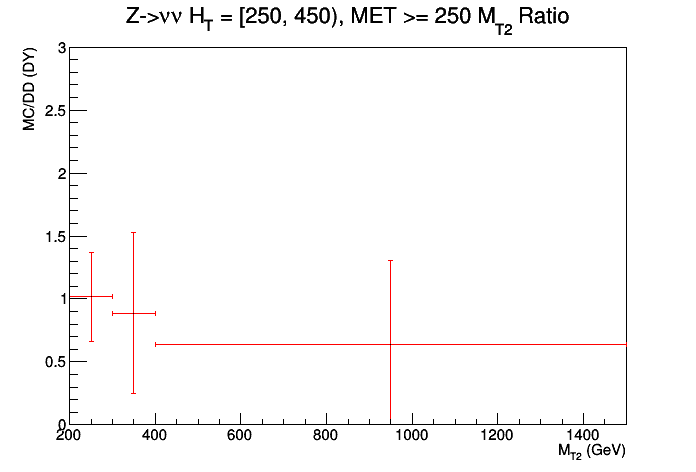 Z->νν H_T = [250, 450), MET >= 250 M_T2 Ratio
MC/DD (DY)
3
2.5
2
1.5
1
0.5
0
200 400 600 800 1000 1200 1400
M_T2 (GeV)